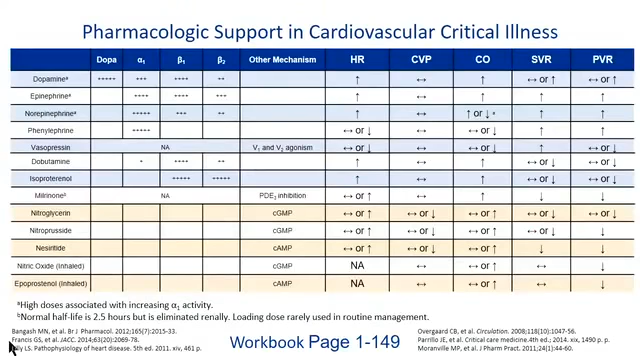 Pharmacologic Support in Cardiovascular Critical Illness
Dopa α1 β1 β2 Other Mechanism HR CVP CO SVR PVR
Dopamineᵃ +++++ +++ ++++ ++ ↑ ↔ ↑ ↔ or ↑ ↔ or ↑
Epinephrineᵃ ++++ ++++ +++ ↑ ↔ ↑ ↑ ↑
Norepinephrineᵃ +++++ +++ ++ ↑ ↔ ↑ or ↓ * ↑ ↑
Phenylephrine +++++ ↔ or ↓ ↔ ↔ or ↓ ↑ ↑
Vasopressin NA V1 and V2 agonism ↔ or ↓ ↔ ↔ or ↓ ↑ ↔ or ↓
Dobutamine + ++++ ++ ↑ ↔ ↑ ↔ or ↓ ↔ or ↓
Isoproterenol +++++ +++++ ↑ ↔ ↑ ↔ or ↓ ↔ or ↓
Milrinoneᵇ NA PDE3 inhibition ↔ or ↑ ↔ ↑ ↓ ↓
Nitroglycerin cGMP ↔ or ↑ ↔ or ↓ ↔ or ↑ ↔ or ↓ ↔ or ↓
Nitroprusside cGMP ↔ or ↑ ↔ or ↓ ↔ or ↑ ↔ or ↓ ↓
Nesiritide cAMP ↔ or ↑ ↔ or ↓ ↔ or ↑ ↓ ↓
Nitric Oxide (Inhaled) cGMP NA ↔ ↔ or ↑ ↔ ↓
Epoprostenol (Inhaled) cAMP NA ↔ ↔ or ↑ ↔ ↓
ᵃHigh doses associated with increasing α1 activity.
ᵇNormal half-life is 2.5 hours but is eliminated renally. Loading dose rarely used in routine management.
Bangash MN, et al. Br J Pharmacol. 2012;165(7):2015-33.
Francis GS, et al. JACC. 2014;63(20):2069-78.
Lilly LS. Pathophysiology of heart disease. 5th ed. 2011. xiv, 461 p.
Workbook Page 1-149
Overgaard CB, et al. Circulation. 2008;118(10):1047-56.
Parrillo JE, et al. Critical care medicine.4th ed.; 2014. xix, 1490 p. p.
Moranville MP, et al. J Pharm Pract. 2011;24(1):44-60.